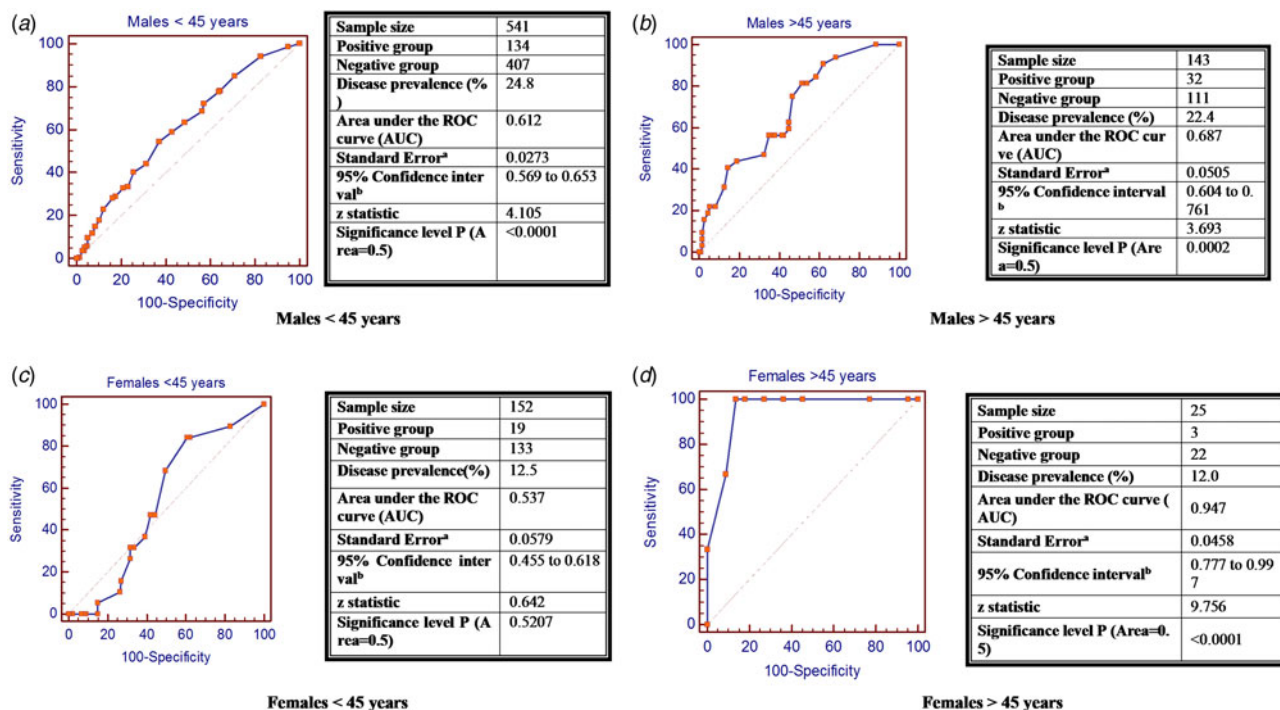 (a)
Males < 45 years
100
80
60
40
20
0
Sensitivity
0 20 40 60 80 100
100-Specificity
Sample size 541
Positive group 134
Negative group 407
Disease prevalence (%
) 24.8
Area under the ROC
curve (AUC) 0.612
Standard Errorᵃ 0.0273
95% Confidence inter
valᵇ 0.569 to 0.653
z statistic 4.105
Significance level P (A
rea=0.5) <0.0001
Males < 45 years
(b)
Males >45 years
100
80
60
40
20
0
Sensitivity
0 20 40 60 80 100
100-Specificity
Sample size 143
Positive group 32
Negative group 111
Disease prevalence (%) 22.4
Area under the ROC cur
ve (AUC) 0.687
Standard Errorᵃ 0.0505
95% Confidence interval
ᵇ 0.604 to 0.
761
z statistic 3.693
Significance level P (Are
a=0.5) 0.0002
Males > 45 years
(c)
Females <45 years
100
80
60
40
20
0
Sensitivity
0 20 40 60 80 100
100-Specificity
Sample size 152
Positive group 19
Negative group 133
Disease prevalence(%) 12.5
Area under the ROC
curve (AUC) 0.537
Standard Errorᵃ 0.0579
95% Confidence inter
valᵇ 0.455 to 0.618
z statistic 0.642
Significance level P (A
rea=0.5) 0.5207
Females < 45 years
(d)
Females >45 years
100
80
60
40
20
0
Sensitivity
0 20 40 60 80 100
100-Specificity
Sample size 25
Positive group 3
Negative group 22
Disease prevalence (%) 12.0
Area under the ROC curve (
AUC) 0.947
Standard Errorᵃ 0.0458
95% Confidence intervalᵇ 0.777 to 0.99
7
z statistic 9.756
Significance level P (Area=0.
5) <0.0001
Females > 45 years